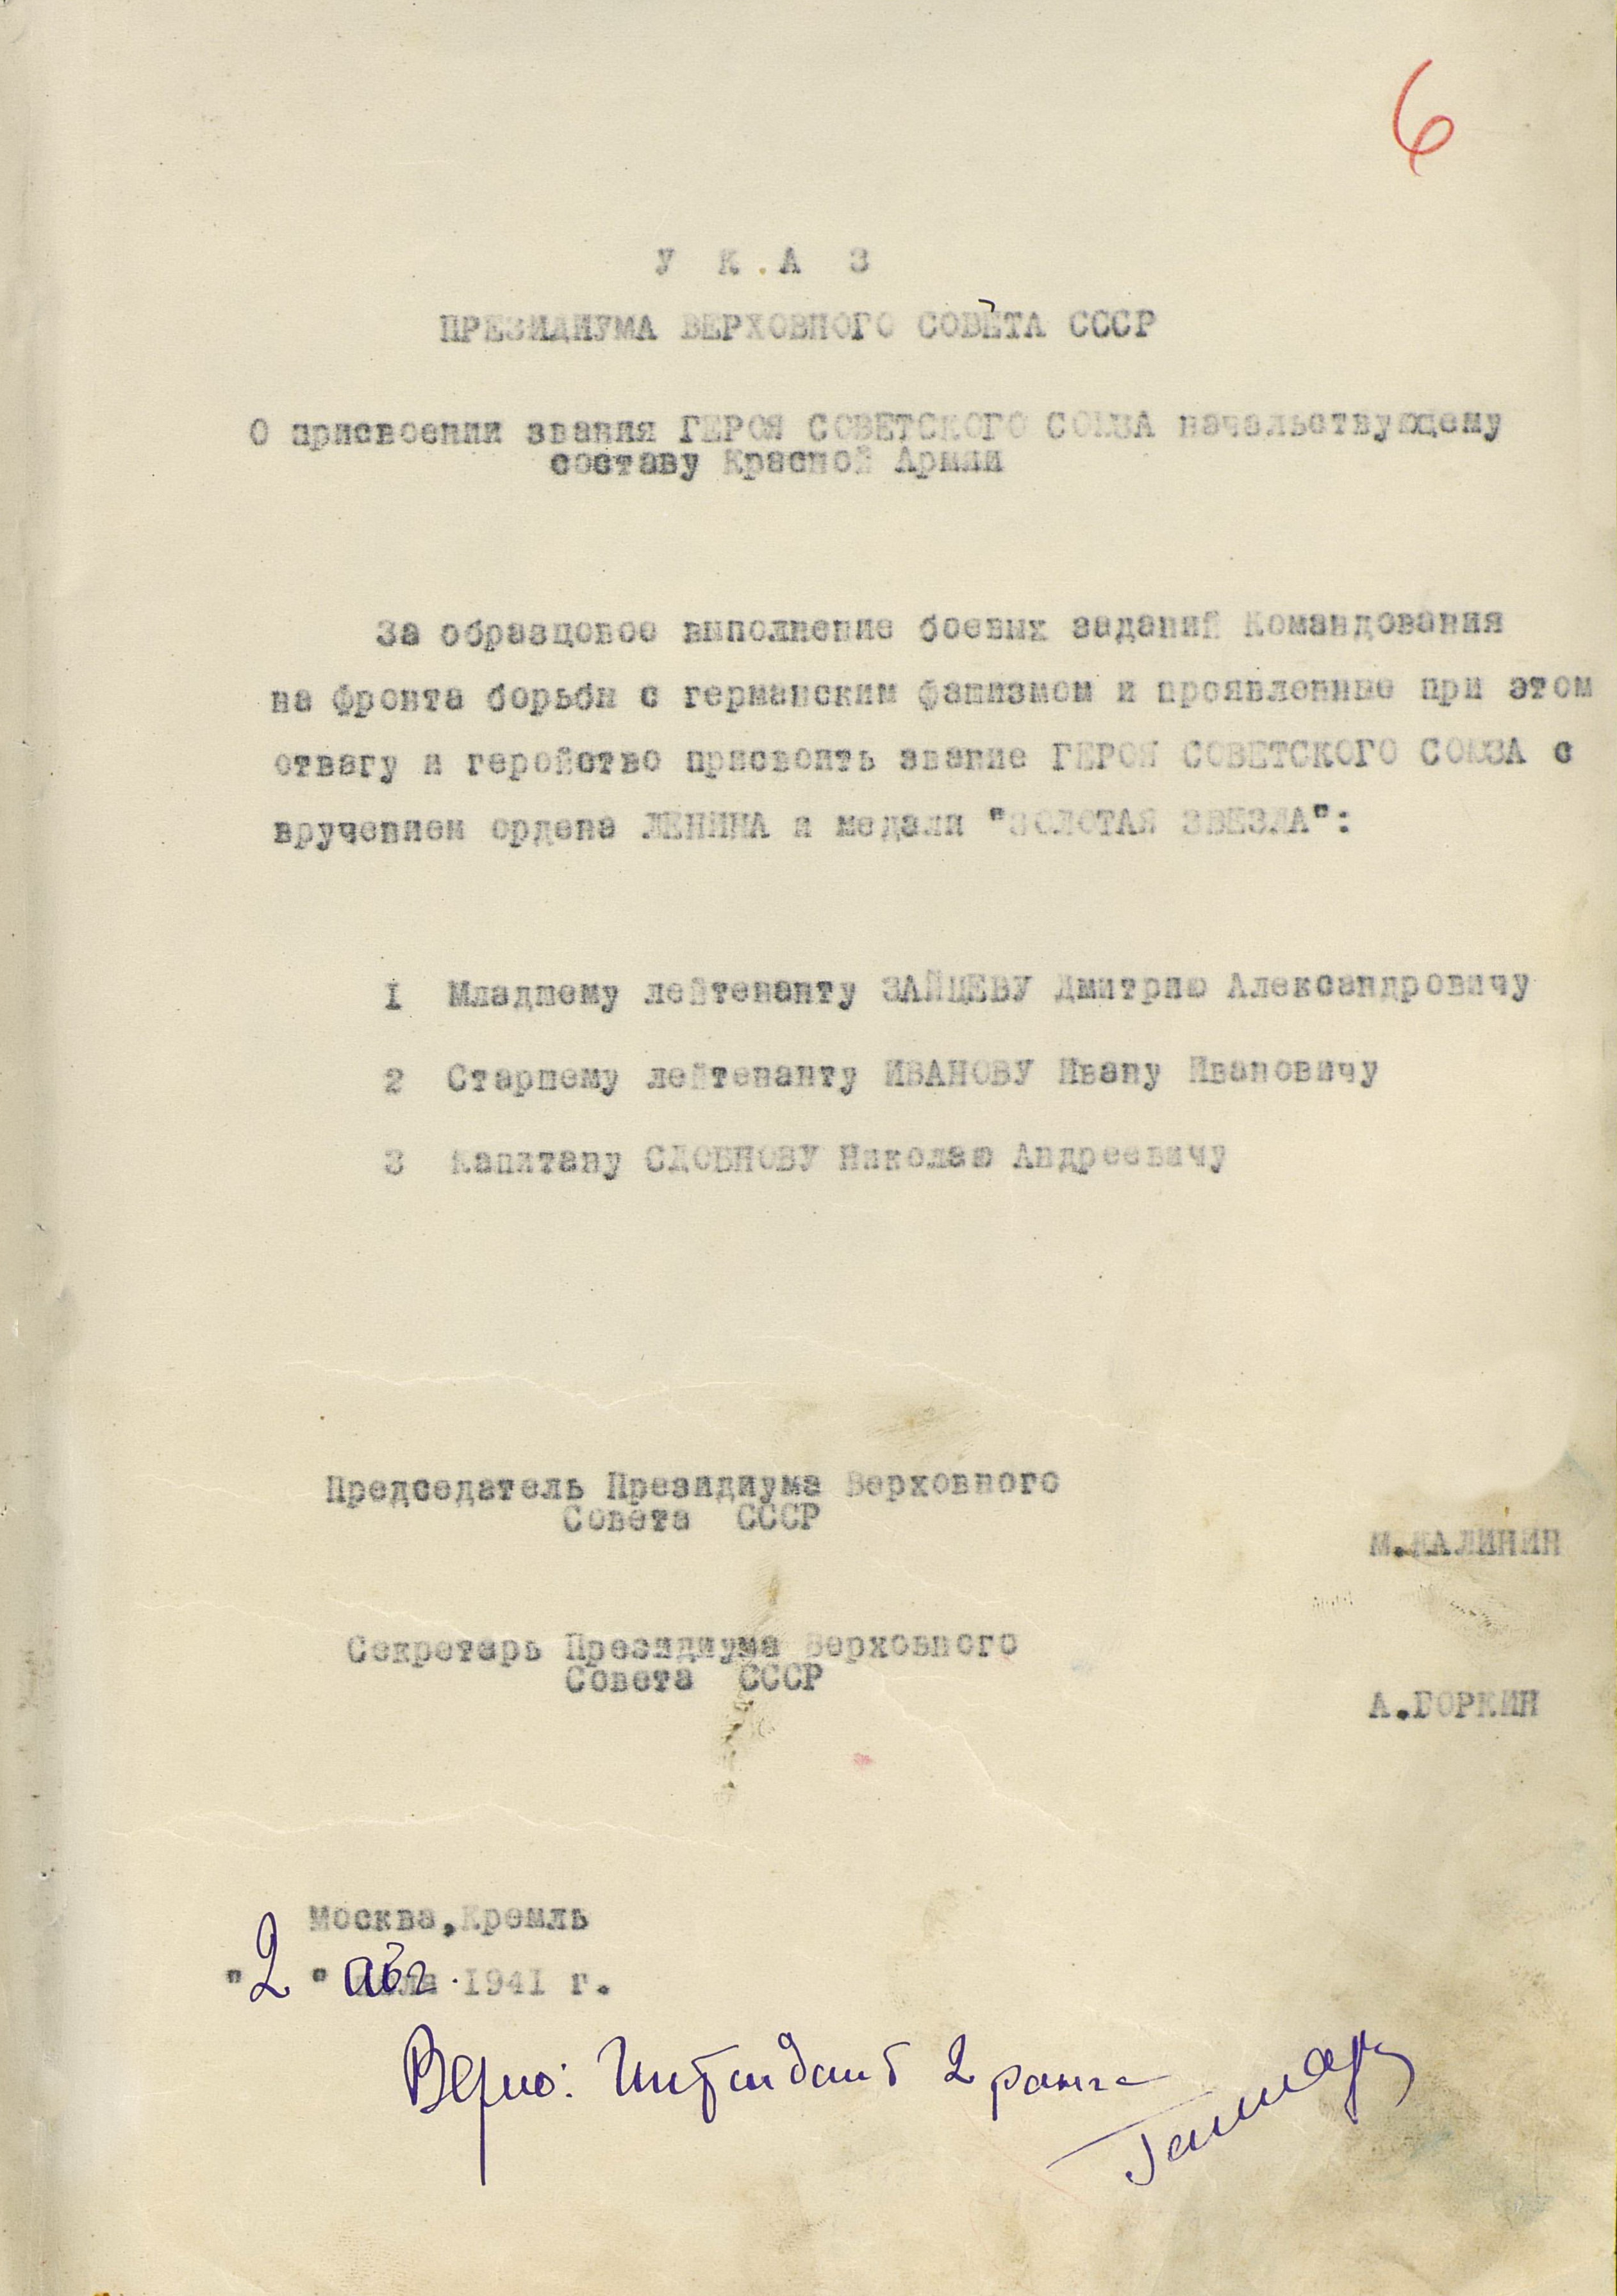 6
У К А З
ПРЕЗИДИУМА ВЕРХОВНОГО СОВЕТА СССР
О присвоении звания ГЕРОЯ СОВЕТСКОГО СОЮЗА начальствующему
составу Красной Армии
За образцовое выполнение боевых заданий Командования
на фронта борьбы с германским фашизмом и проявленные при этом
отвагу и геройство присвоить звание ГЕРОЯ СОВЕТСКОГО СОЮЗА с
вручением ордена ЛЕНИНА и медали "ЗОЛОТАЯ ЗВЕЗДА":
1 Младшему лейтенанту ЗАЙЦЕВУ Дмитрию Александровичу
2 Старшему лейтенанту ИВАНОВУ Ивану Ивановичу
3 Капитану СДОБНОВУ Николаю Андреевичу
Председатель Президиума Верховного
Совета СССР
М.КАЛИНИН
Секретарь Президиума Верховного
Совета СССР
А.ГОРКИН
Москва,Кремль
"2" авг. 1941 г.
Верно: Интендант 2 ранга